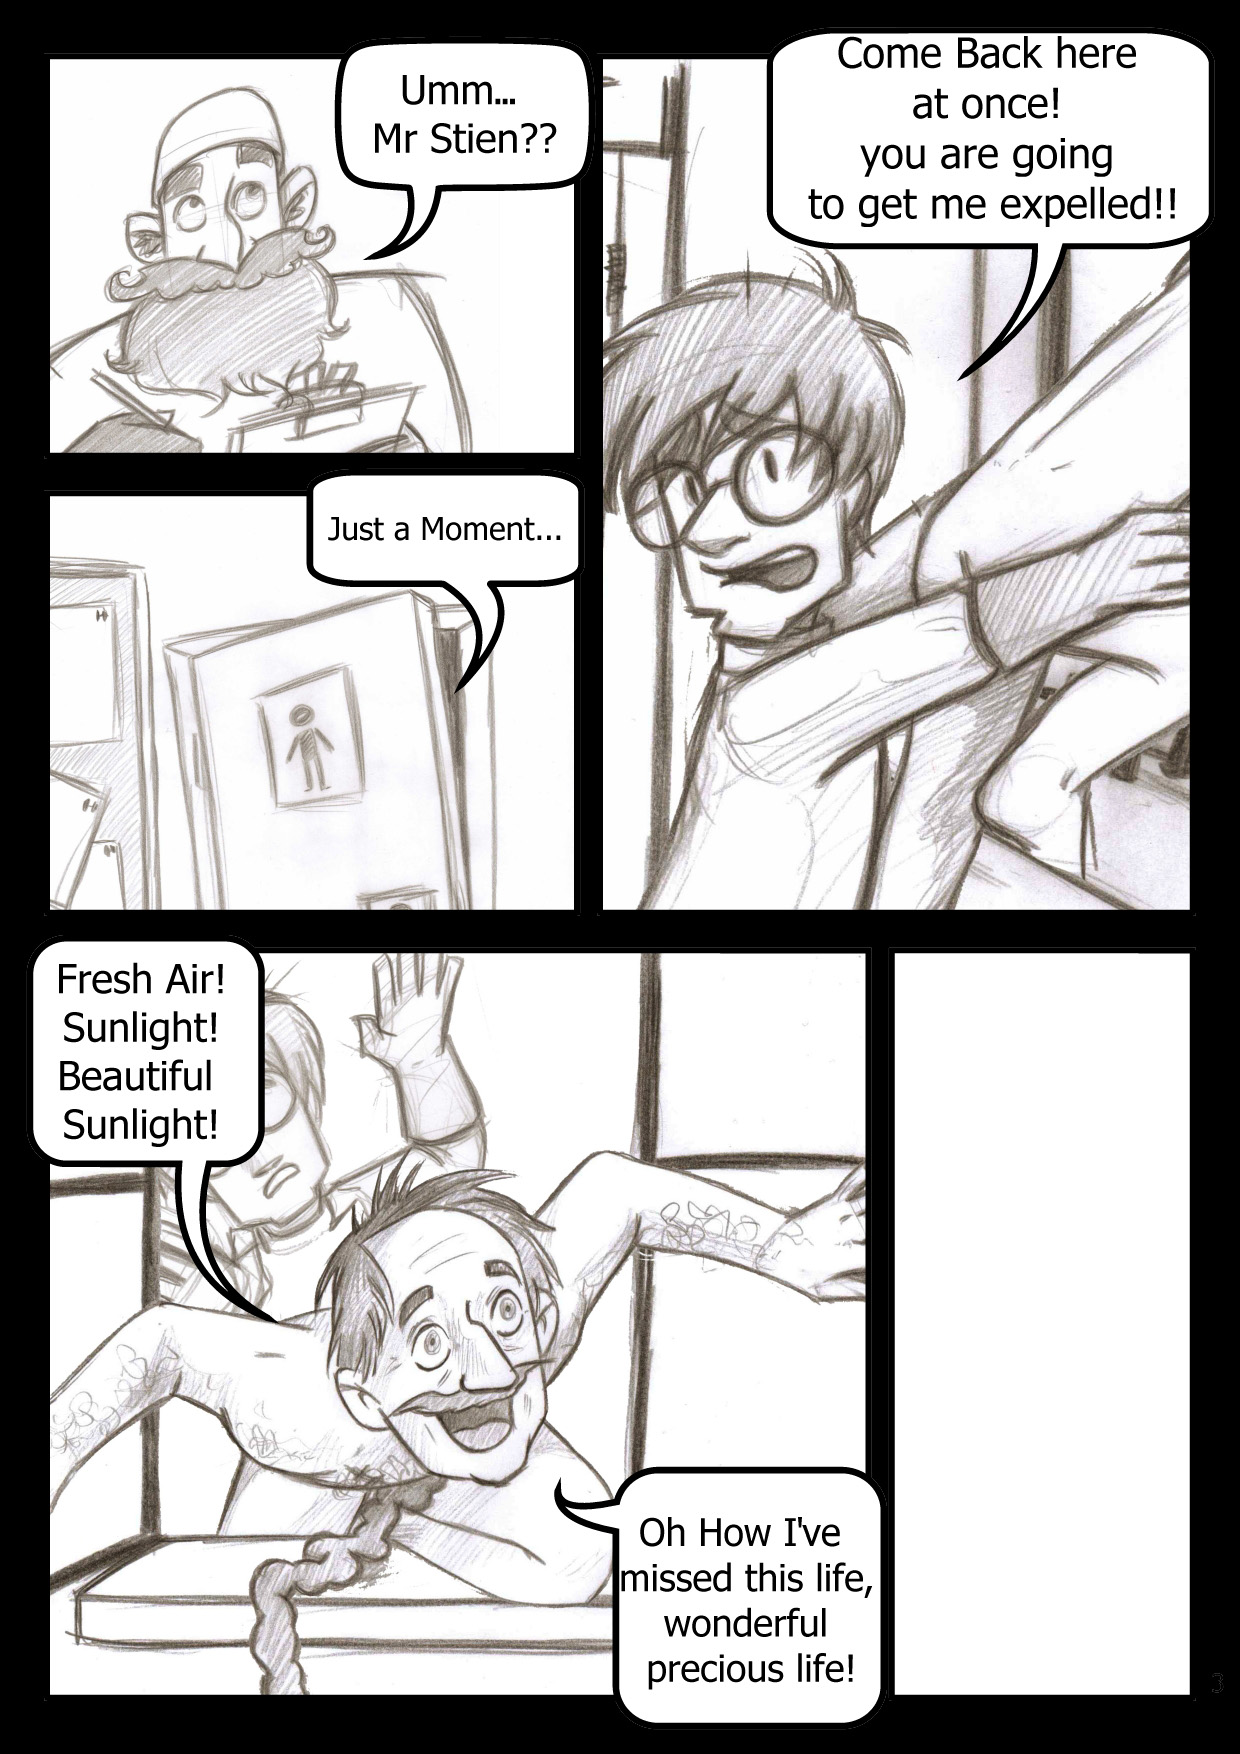 Umm...
Mr Stien??
Just a Moment...
Come Back here
at once!
you are going
to get me expelled!!
Fresh Air!
Sunlight!
Beautiful
Sunlight!
Oh How I've
missed this life,
wonderful
precious life!
3